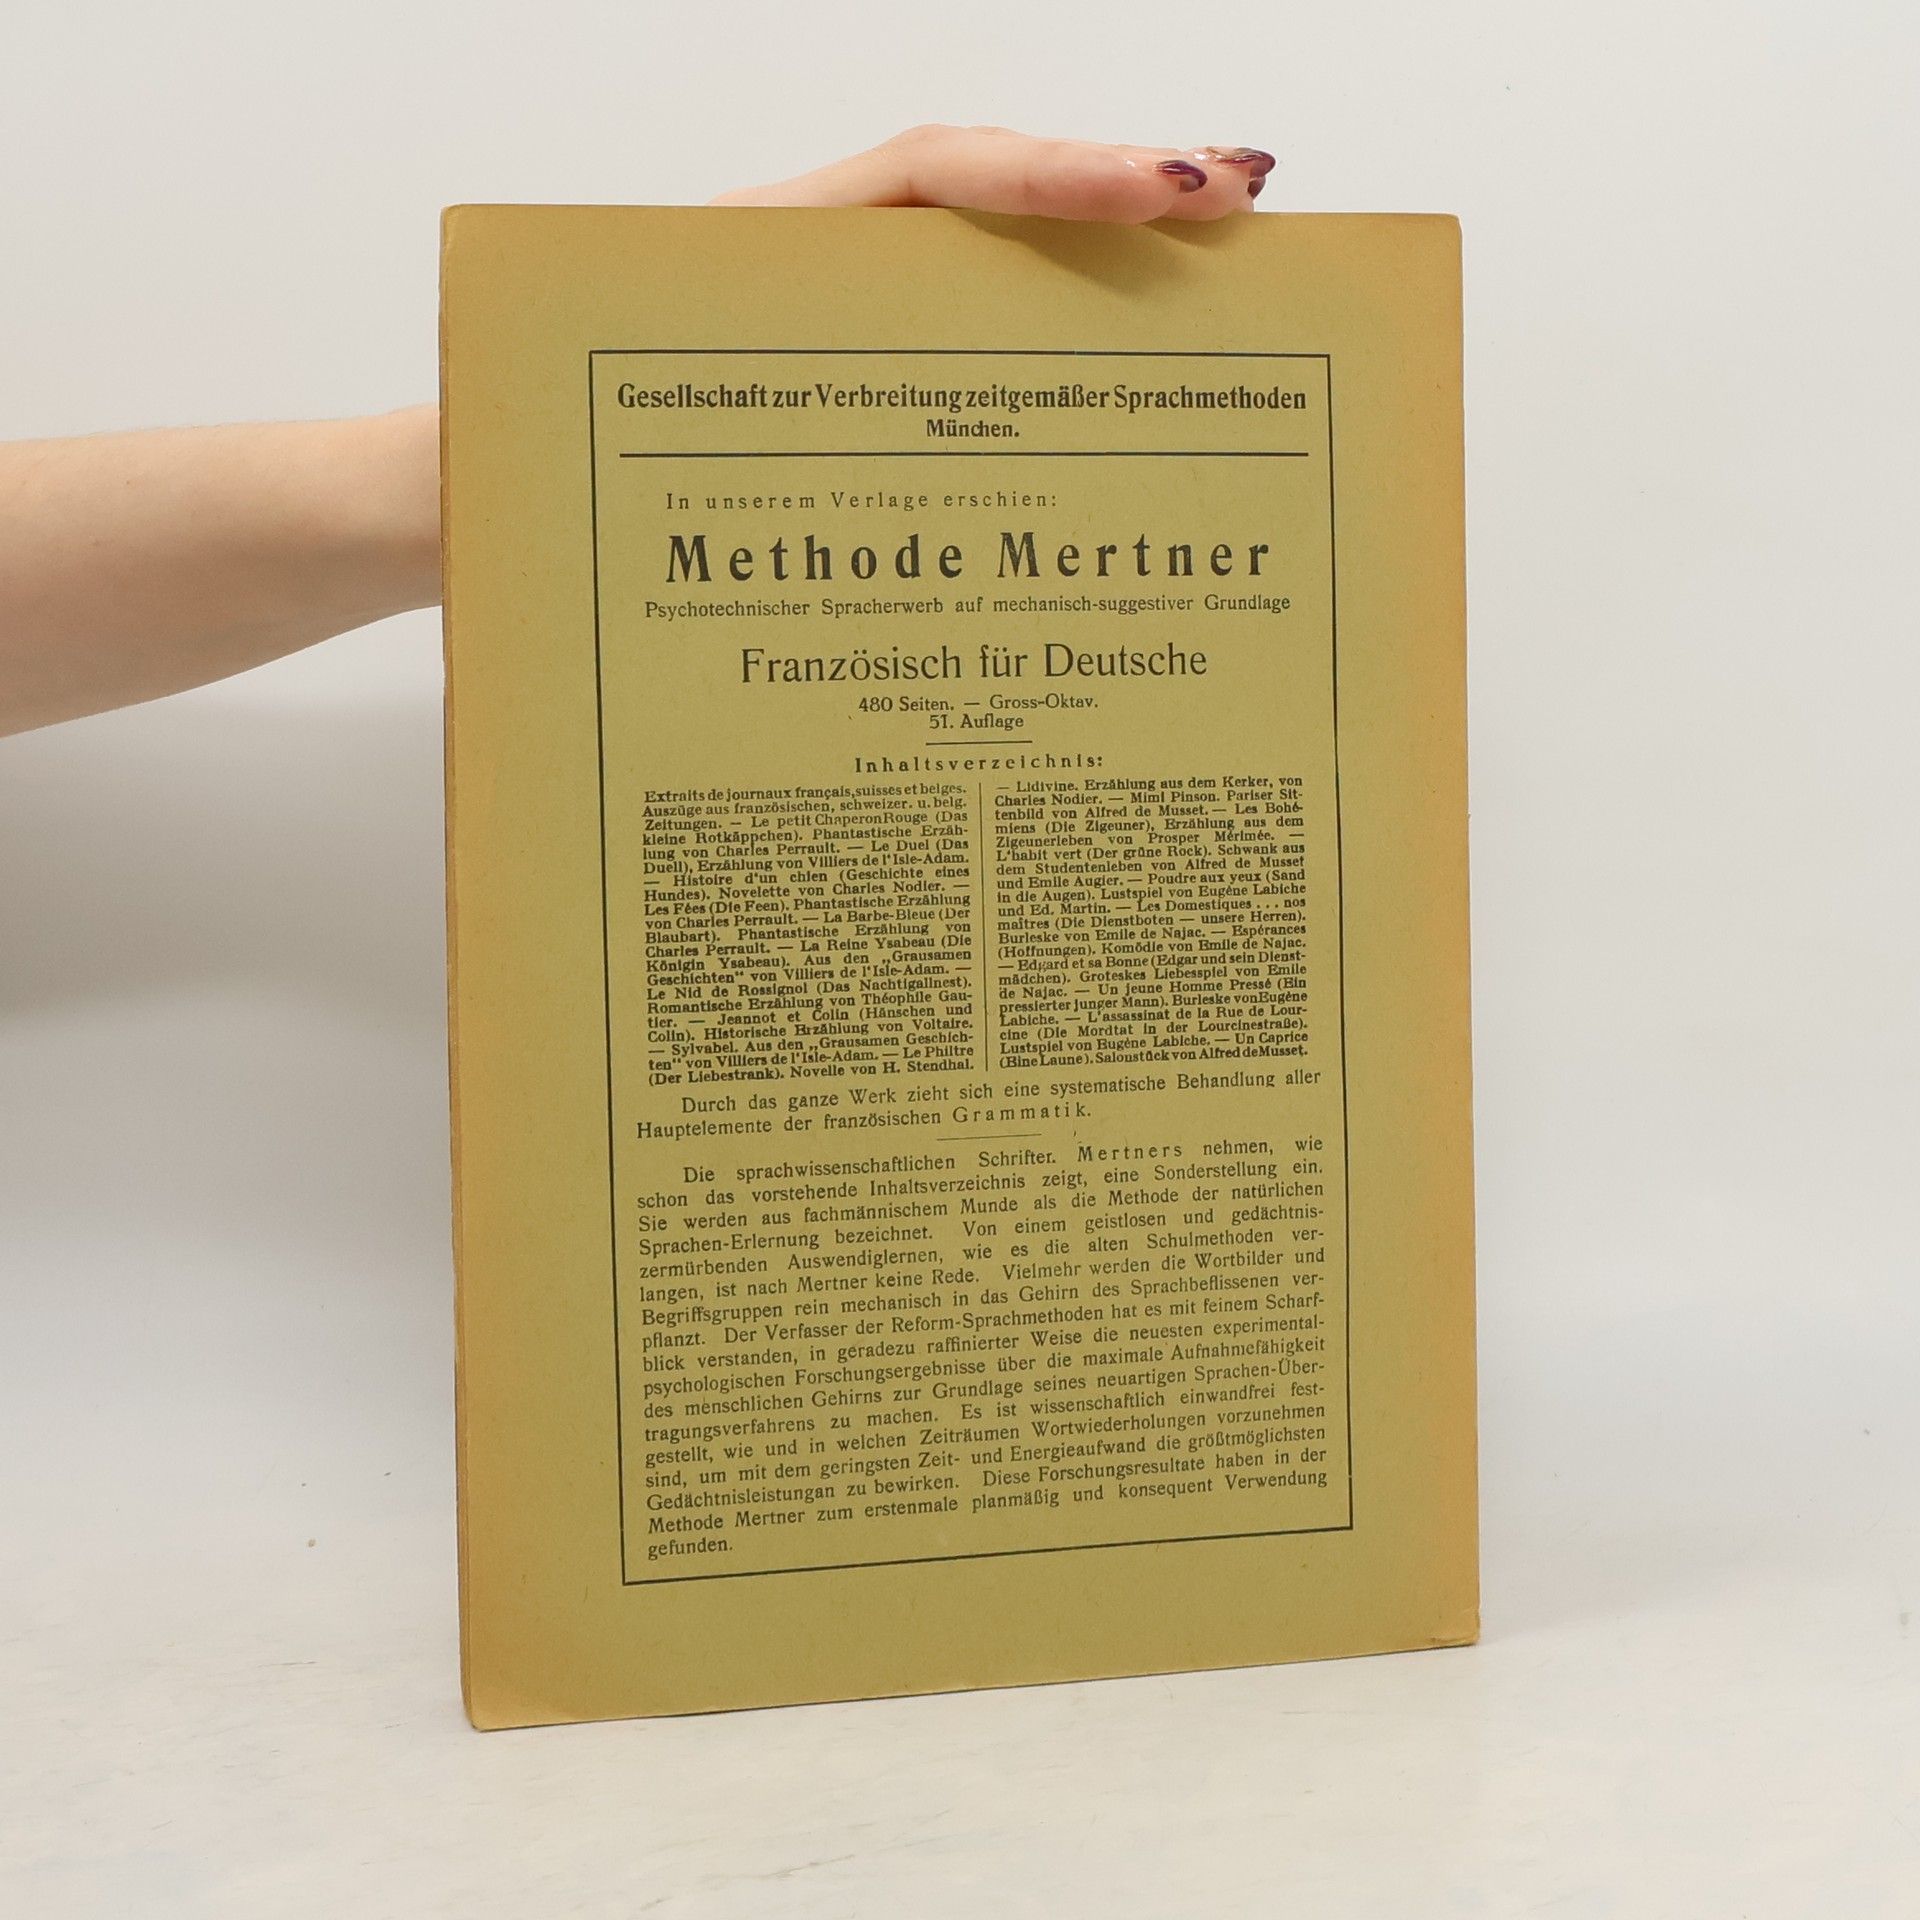 Gesellschaft zur Verbreitung zeitgemäßer Sprachmethoden
München.
In unserem Verlage erschien:
Methode Mertner
Psychotechnischer Spracherwerb auf mechanisch-suggestiver Grundlage
Französisch für Deutsche
480 Seiten. — Gross-Oktav.
51. Auflage
Inhaltsverzeichnis:
Extraits de journaux français, suisses et belges.
Auszüge aus französischen, schweizer. u. belg.
Zeitungen. — Le petit Chaperon Rouge (Das
kleine Rotkäppchen). Phantastische Erzäh-
lung von Charles Perrault. — Le Duel (Das
Duell), Erzählung von Villiers de l'Isle-Adam.
— Histoire d'un chien (Geschichte eines
Hundes). Novelette von Charles Nodier. —
Les Fées (Die Feen). Phantastische Erzählung
von Charles Perrault. — La Barbe-Bleue (Der
Blaubart). Phantastische Erzählung von
Charles Perrault. — La Reine Ysabeau (Die
Königin Ysabeau). Aus den „Grausamen
Geschichten“ von Villiers de l'Isle-Adam. —
Le Nid de Rossignol (Das Nachtigallnest).
Romantische Erzählung von Théophile Gau-
tier. — Jeannot et Colin (Hänschen und
Colin). Historische Erzählung von Voltaire.
— Sylvabel. Aus den „Grausamen Geschich-
ten“ von Villiers de l'Isle-Adam. — Le Philtre
(Der Liebestrank). Novelle von H. Stendhal.
— Lidivine. Erzählung aus dem Kerker, von
Charles Nodier. — Mimi Pinson. Pariser Sit-
tenbild von Alfred de Musset. — Les Bohé-
miens (Die Zigeuner), Erzählung aus dem
Zigeunerleben von Prosper Mérimée. —
L'habit vert (Der grüne Rock). Schwank aus
dem Studentenleben von Alfred de Musset
und Emile Augier. — Poudre aux yeux (Sand
in die Augen). Lustspiel von Eugène Labiche
und Ed. Martin. — Les Domestiques . . . nos
maîtres (Die Dienstboten — unsere Herren).
Burleske von Emile de Najac. — Espérances
(Hoffnungen). Komödie von Emile de Najac.
— Edgard et sa Bonne (Edgar und sein Dienst-
mädchen). Groteskes Liebesspiel von Emile
de Najac. — Un jeune Homme Pressé (Ein
pressierter junger Mann). Burleske von Eugène
Labiche. — L'assassinat de la Rue de Lour-
cine (Die Mordtat in der Lourcinestraße).
Lustspiel von Eugène Labiche. — Un Caprice
(Eine Laune). Salonstück von Alfred de Musset.
Durch das ganze Werk zieht sich eine systematische Behandlung aller
Hauptelemente der französischen Grammatik.
Die sprachwissenschaftlichen Schrifter. Mertners nehmen, wie
schon das vorstehende Inhaltsverzeichnis zeigt, eine Sonderstellung ein.
Sie werden aus fachmännischem Munde als die Methode der natürlichen
Sprachen-Erlernung bezeichnet. Von einem geistlosen und gedächtnis-
zermürbenden Auswendiglernen, wie es die alten Schulmethoden ver-
langen, ist nach Mertner keine Rede. Vielmehr werden die Wortbilder und
Begriffsgruppen rein mechanisch in das Gehirn des Sprachbeflissenen ver-
pflanzt. Der Verfasser der Reform-Sprachmethoden hat es mit feinem Scharf-
blick verstanden, in geradezu raffinierter Weise die neuesten experimental-
psychologischen Forschungsergebnisse über die maximale Aufnahmefähigkeit
des menschlichen Gehirns zur Grundlage seines neuartigen Sprachen-Über-
tragungsverfahrens zu machen. Es ist wissenschaftlich einwandfrei fest-
gestellt, wie und in welchen Zeiträumen Wortwiederholungen vorzunehmen
sind, um mit dem geringsten Zeit- und Energieaufwand die größtmöglichsten
Gedächtnisleistungan zu bewirken. Diese Forschungsresultate haben in der
Methode Mertner zum erstenmale planmäßig und konsequent Verwendung
gefunden.